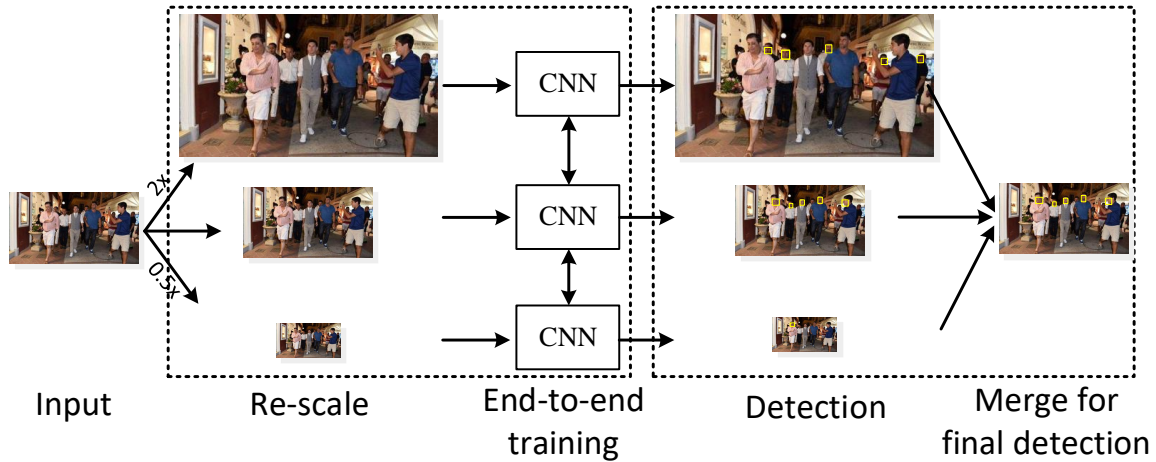 CNN
2x
CNN
0.5x
CNN
Input
Re-scale
End-to-end
training
Detection
Merge for
final detection